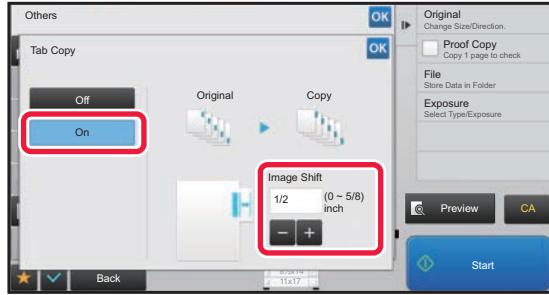 Others
OK
Tab Copy
OK
Off
On
Original
Copy
Image Shift
1/2
(0 ~ 5/8)
inch
Back
11x17
Original
Change Size/Direction.
Proof Copy
Copy 1 page to check
File
Store Data in Folder
Exposure
Select Type/Exposure
Preview
CA
Start